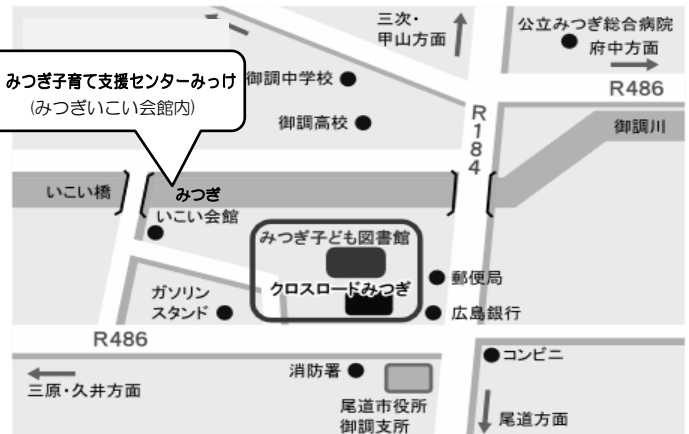 三次・
甲山方面
公立みつぎ総合病院
府中方面
R486
みつぎ子育て支援センターみっけ
(みつぎいこい会館内)
御調中学校
御調高校
R184
御調川
いこい橋
みつぎ
いこい会館
みつぎ子ども図書館
クロスロードみつぎ
郵便局
広島銀行
ガソリン
スタンド
R486
三原・久井方面
消防署
尾道市役所
御調支所
コンビニ
尾道方面